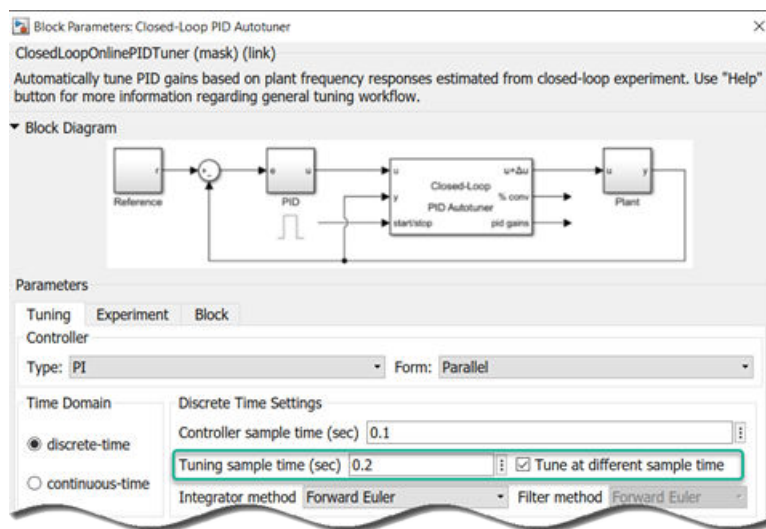 Block Parameters: Closed-Loop PID Autotuner
ClosedLoopOnlinePIDTuner (mask) (link)
Automatically tune PID gains based on plant frequency responses estimated from closed-loop experiment. Use "Help"
button for more information regarding general tuning workflow.
Block Diagram
r
Reference
+
-
e
u
PID
u
y
start/stop
Closed-Loop
PID Autotuner
u+Δu
% conv
pid gains
u
y
Plant
Parameters
Tuning Experiment Block
Controller
Type: PI Form: Parallel
Time Domain Discrete Time Settings
Controller sample time (sec) 0.1
discrete-time
Tuning sample time (sec) 0.2 Tune at different sample time
continuous-time
Integrator method Forward Euler Filter method Forward Euler